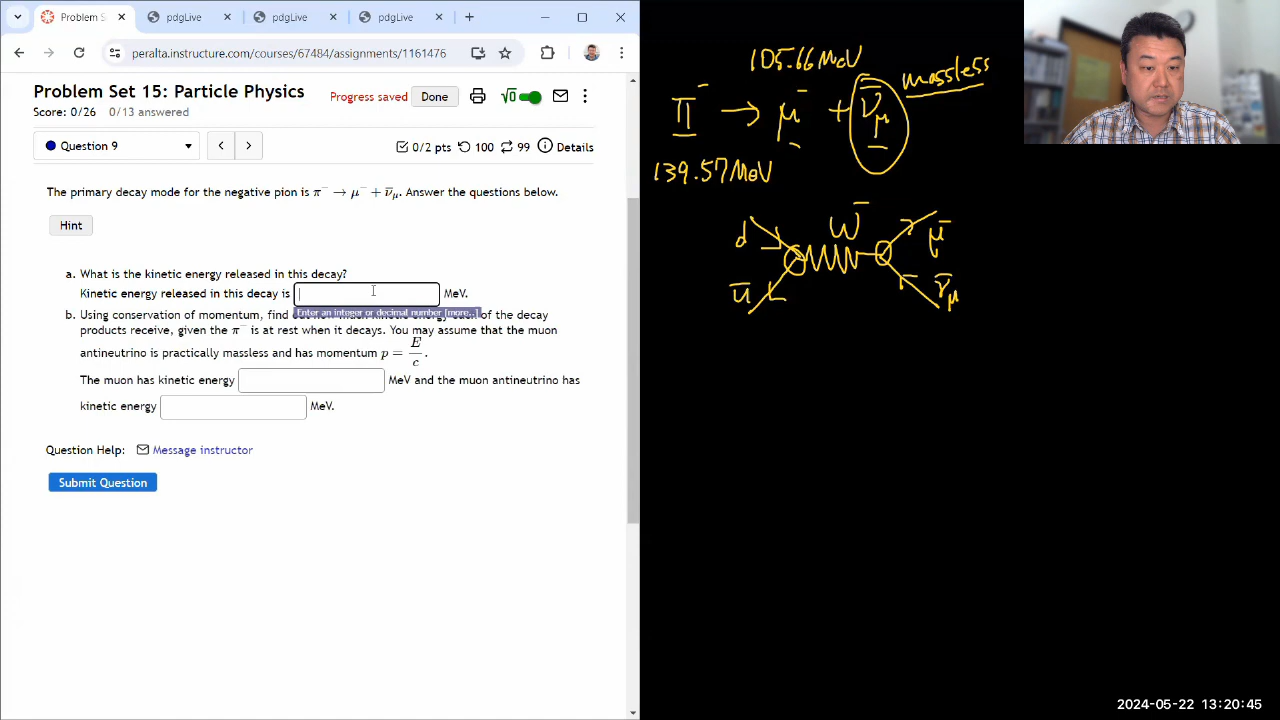 Problem S
pdgLive
pdgLive
pdgLive
peralta.instructure.com/courses/67484/assignments/1161476
Problem Set 15: Particle Physics
Progress saved
Done
√0
Score: 0/26 0/13 answered
Question 9
0/2 pts 100 99 Details
The primary decay mode for the negative pion is π⁻ → μ⁻ + ν̄_μ. Answer the questions below.
Hint
a. What is the kinetic energy released in this decay?
Kinetic energy released in this decay is MeV.
Enter an integer or decimal number [more..]
b. Using conservation of momentum, find of the decay
products receive, given the π⁻ is at rest when it decays. You may assume that the muon
antineutrino is practically massless and has momentum p = E/c.
The muon has kinetic energy MeV and the muon antineutrino has
kinetic energy MeV.
Question Help: Message instructor
Submit Question
105.66 MeV
massless
π⁻ → μ⁻ + ν̄_μ
139.57 MeV
W⁻
d
μ⁻
ū
ν̄_μ
2024-05-22 13:20:45